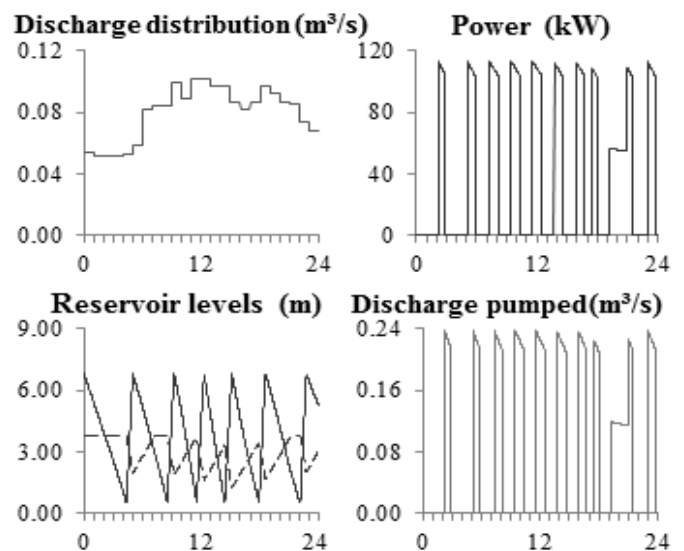 Discharge distribution (m³/s)
0.12
0.08
0.04
0.00
0 12 24
Power (kW)
120
80
40
0
0 12 24
Reservoir levels (m)
9.00
6.00
3.00
0.00
0 12 24
Discharge pumped (m³/s)
0.24
0.16
0.08
0.00
0 12 24